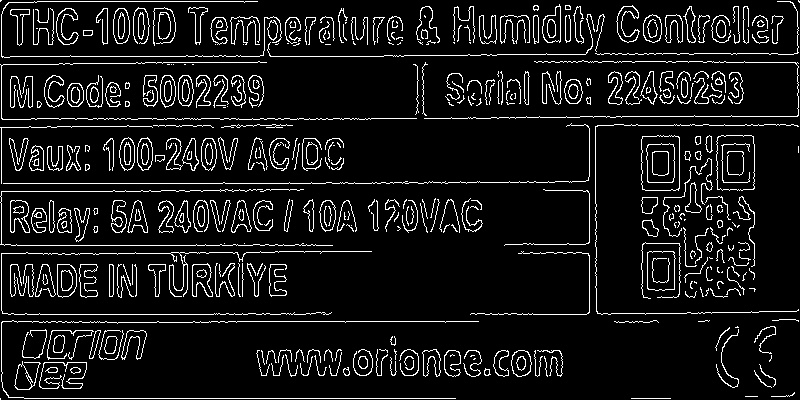 THC-100D Temperature & Humidity Controller
M.Code: 5002239 Serial No: 22450293
Vaux: 100-240V AC/DC
Relay: 5A 240VAC / 10A 120VAC
MADE IN TÜRKİYE
orion
ee
www.orionee.com
CE